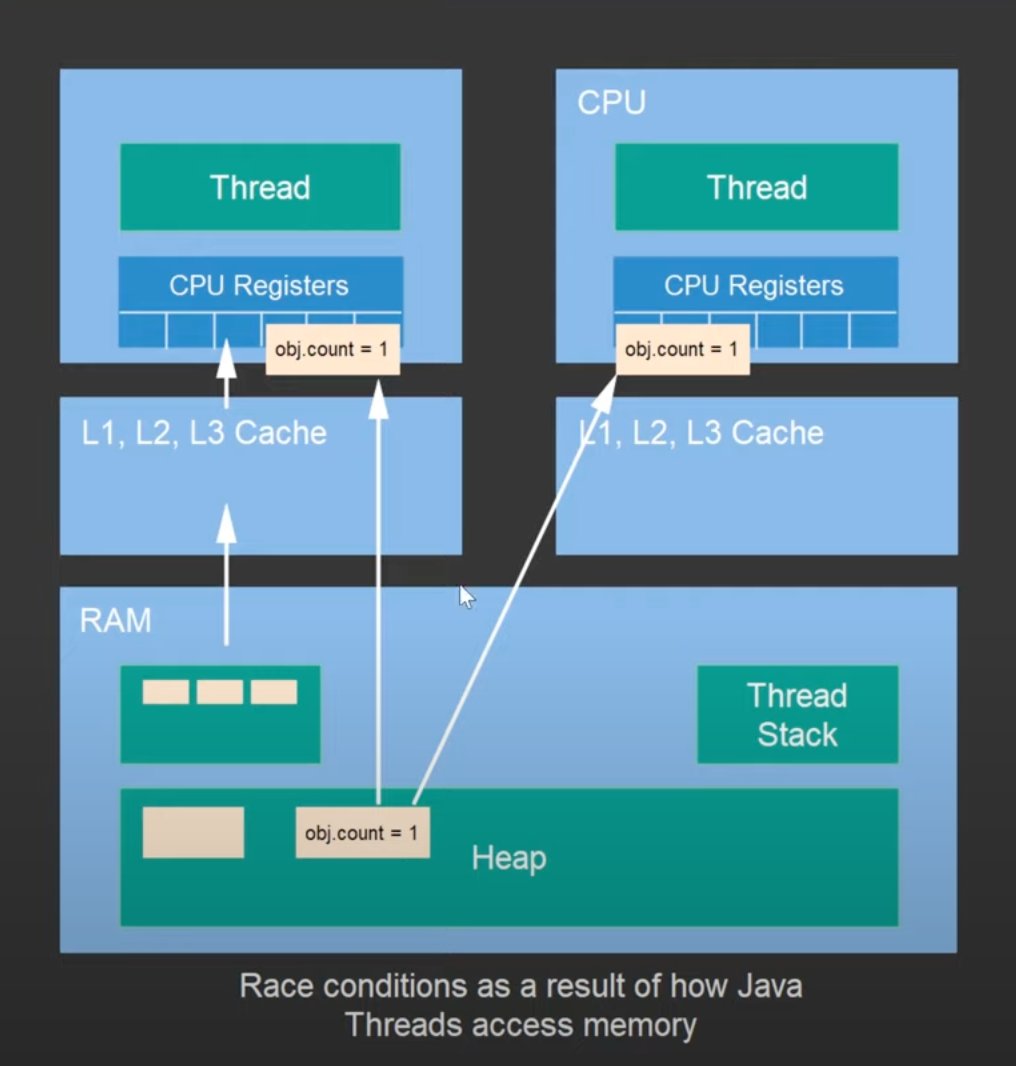 CPU
Thread
Thread
CPU Registers
CPU Registers
obj.count = 1
obj.count = 1
L1, L2, L3 Cache
L1, L2, L3 Cache
RAM
Thread
Stack
obj.count = 1
Heap
Race conditions as a result of how Java
Threads access memory